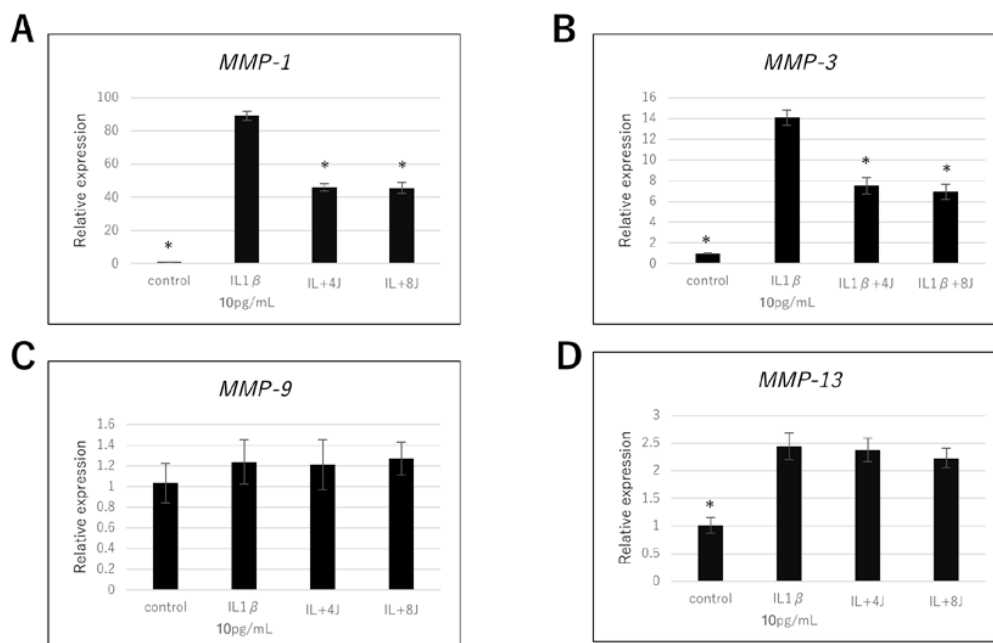 A
MMP-1
Relative expression
100
80
60
40
20
0
*
*
*
control
IL1β
IL+4J
IL+8J
10pg/mL
B
MMP-3
Relative expression
16
14
12
10
8
6
4
2
0
*
*
*
control
IL1β
IL1β+4J
IL1β+8J
10pg/mL
C
MMP-9
Relative expression
1.6
1.4
1.2
1
0.8
0.6
0.4
0.2
0
control
IL1β
IL+4J
IL+8J
10pg/mL
D
MMP-13
Relative expression
3
2.5
2
1.5
1
0.5
0
*
control
IL1β
IL+4J
IL+8J
10pg/mL